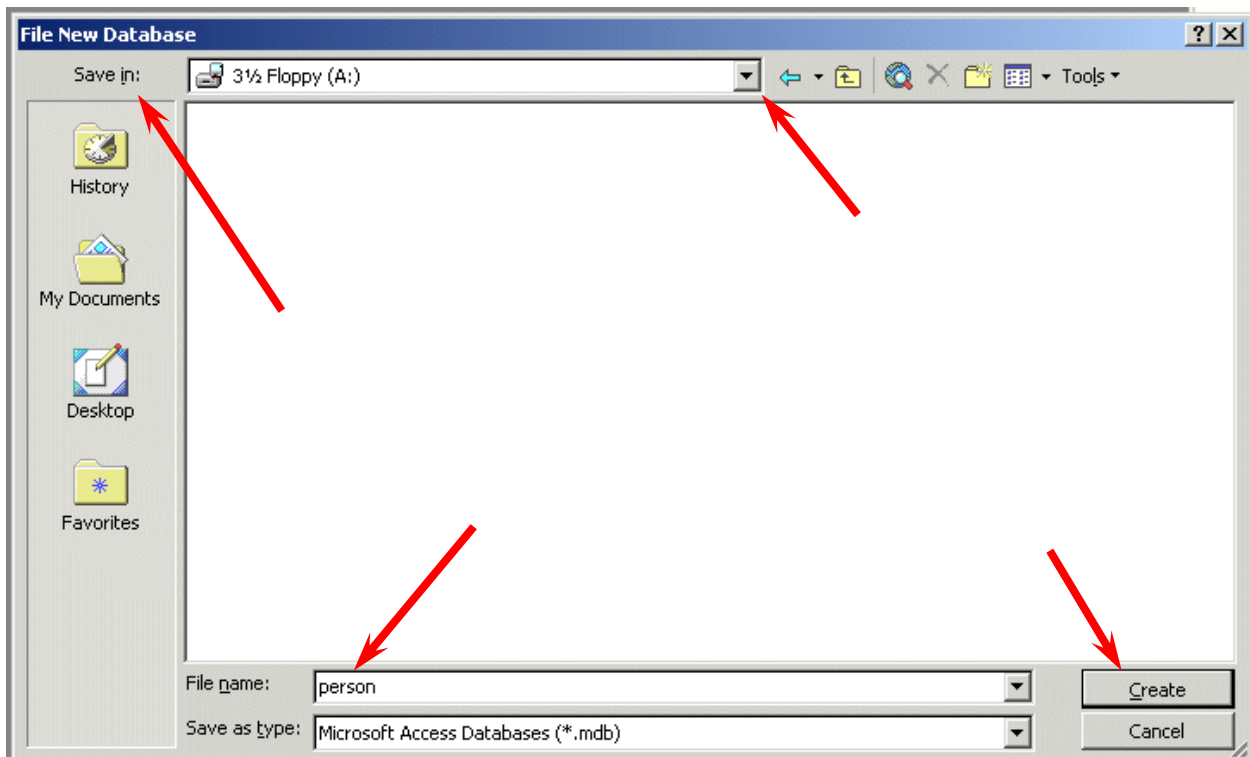 File New Database
Save in:
3½ Floppy (A:)
Tools
History
My Documents
Desktop
Favorites
File name:
person
Create
Save as type:
Microsoft Access Databases (*.mdb)
Cancel